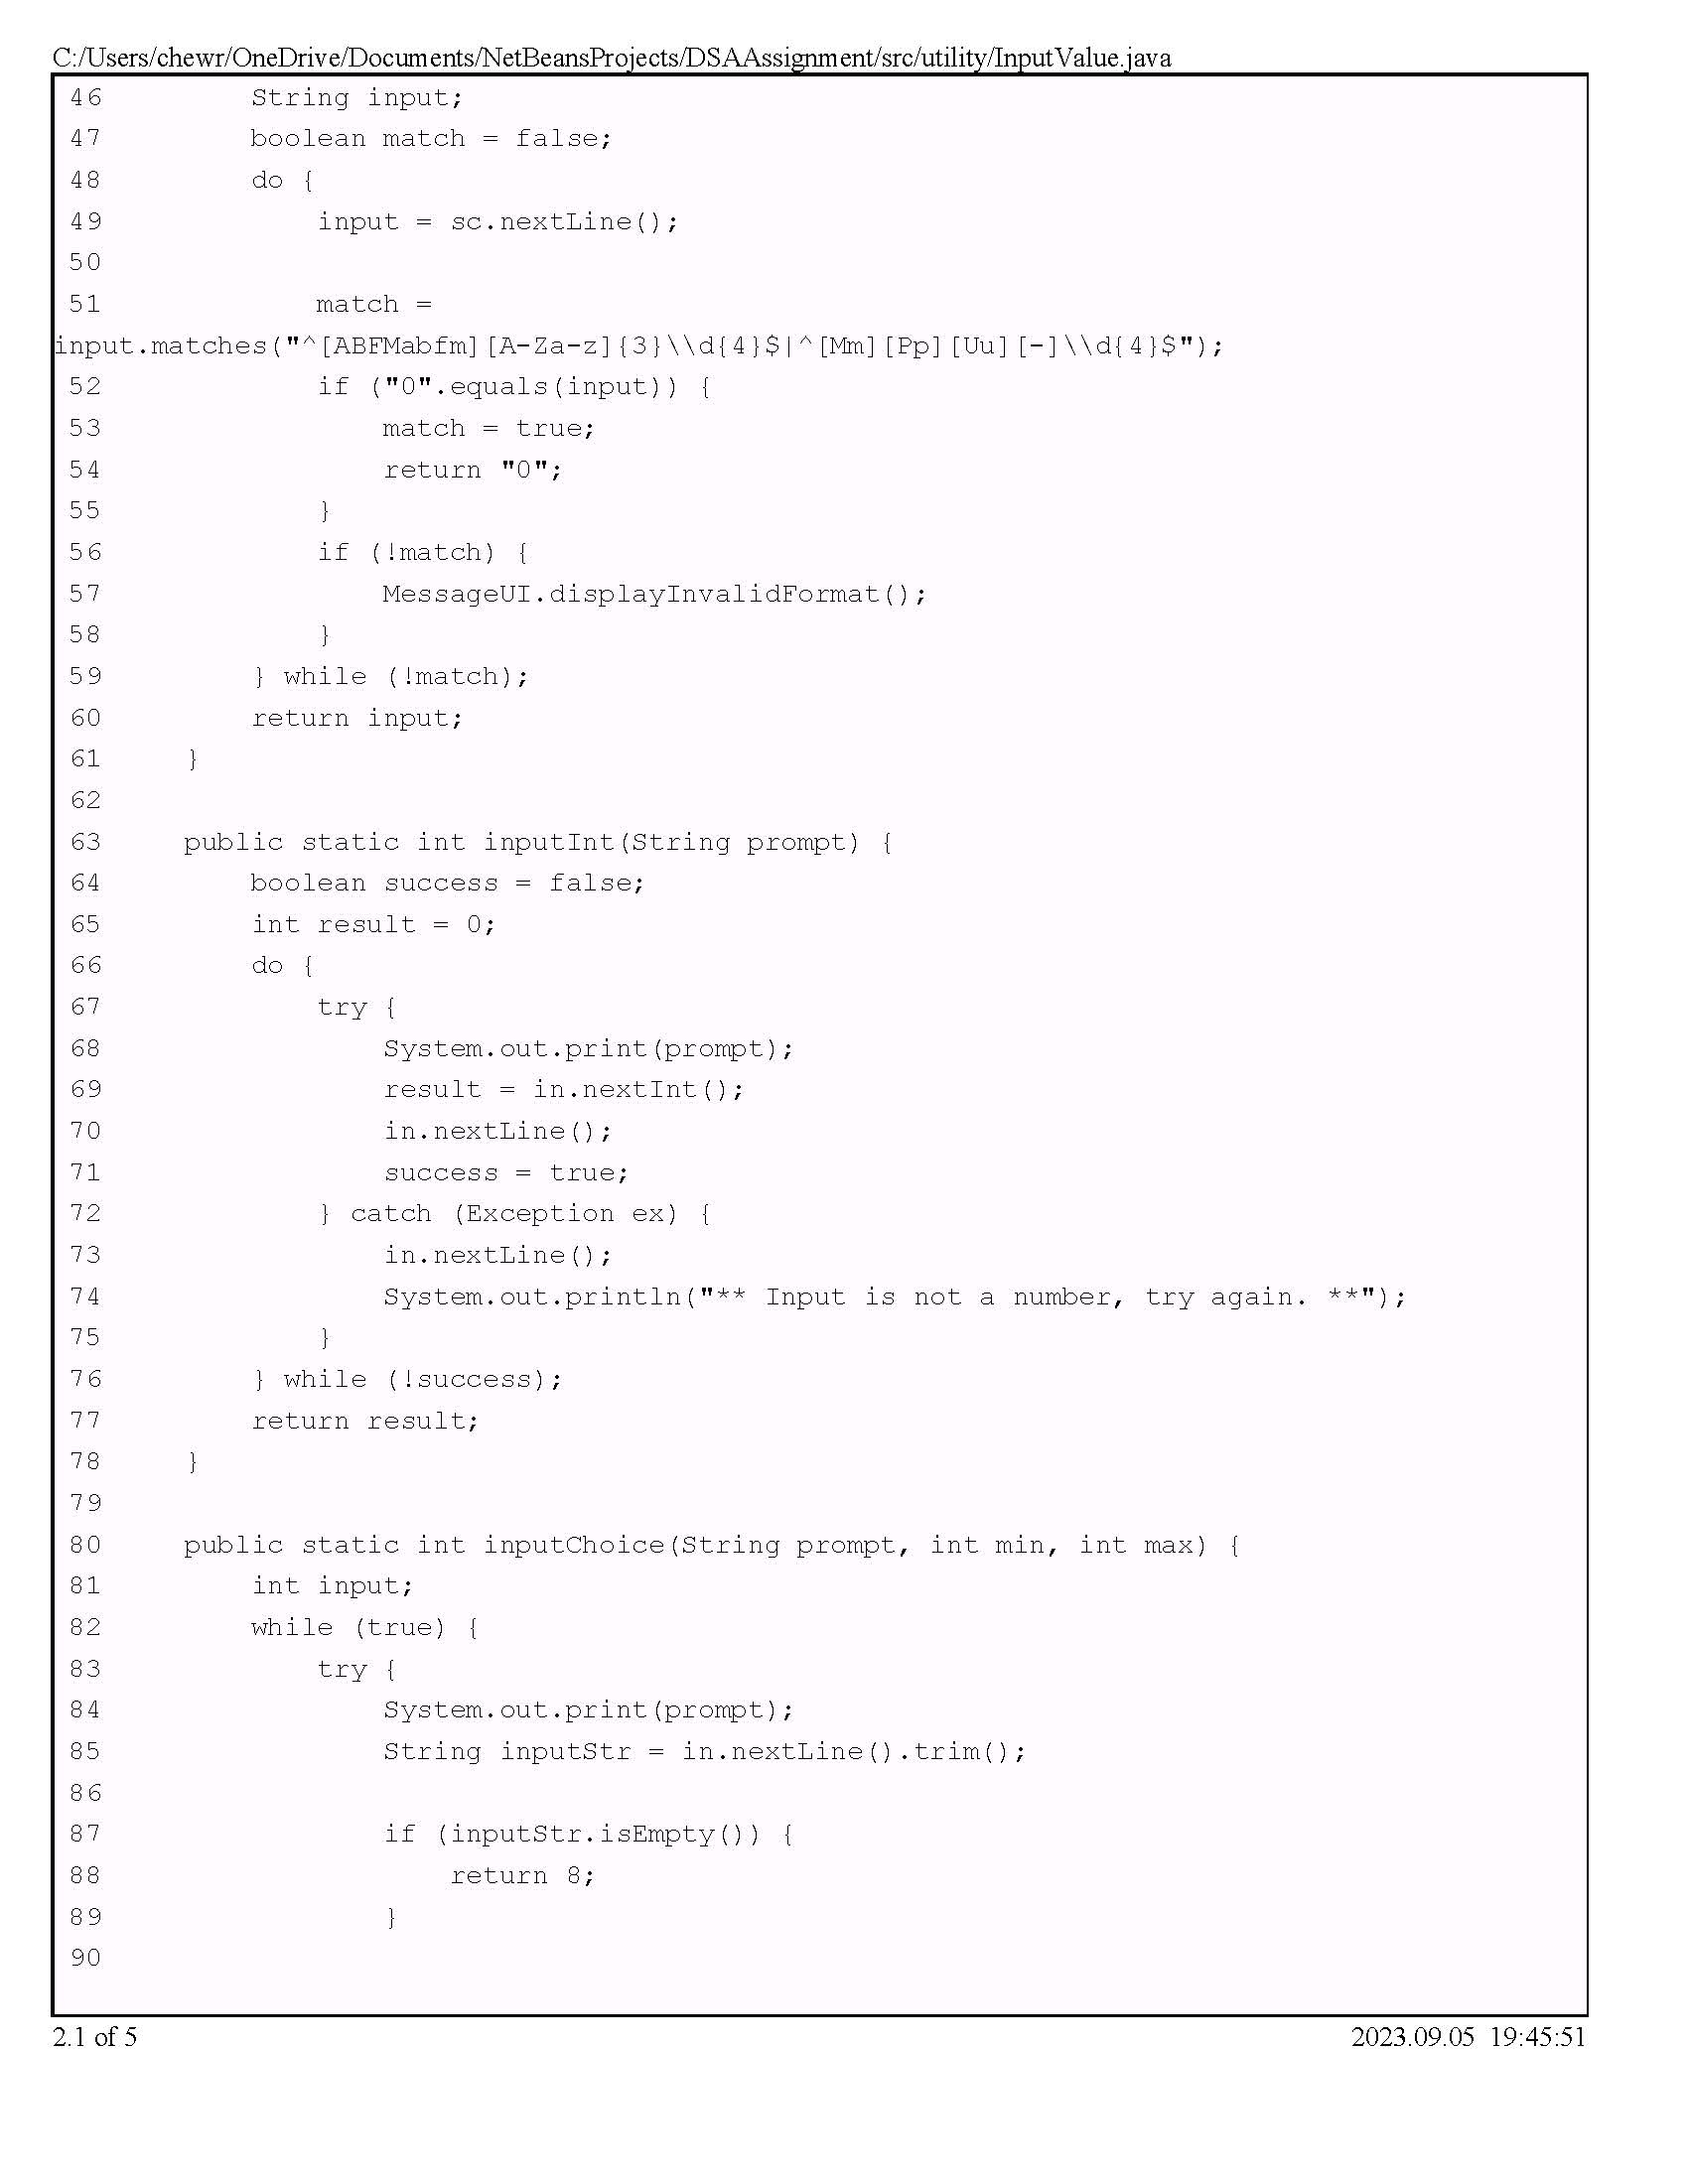 C:/Users/chewr/OneDrive/Documents/NetBeansProjects/DSAAssignment/src/utility/InputValue.java
46         String input;
47         boolean match = false;
48         do {
49             input = sc.nextLine();
50
51             match =
input.matches("^[ABFMabfm][A-Za-z]{3}\\d{4}$|^[Mm][Pp][Uu][-]\\d{4}$");
52             if ("0".equals(input)) {
53                 match = true;
54                 return "0";
55             }
56             if (!match) {
57                 MessageUI.displayInvalidFormat();
58             }
59         } while (!match);
60         return input;
61     }
62
63     public static int inputInt(String prompt) {
64         boolean success = false;
65         int result = 0;
66         do {
67             try {
68                 System.out.print(prompt);
69                 result = in.nextInt();
70                 in.nextLine();
71                 success = true;
72             } catch (Exception ex) {
73                 in.nextLine();
74                 System.out.println("** Input is not a number, try again. **");
75             }
76         } while (!success);
77         return result;
78     }
79
80     public static int inputChoice(String prompt, int min, int max) {
81         int input;
82         while (true) {
83             try {
84                 System.out.print(prompt);
85                 String inputStr = in.nextLine().trim();
86
87                 if (inputStr.isEmpty()) {
88                     return 8;
89                 }
90
2.1 of 5
2023.09.05 19:45:51